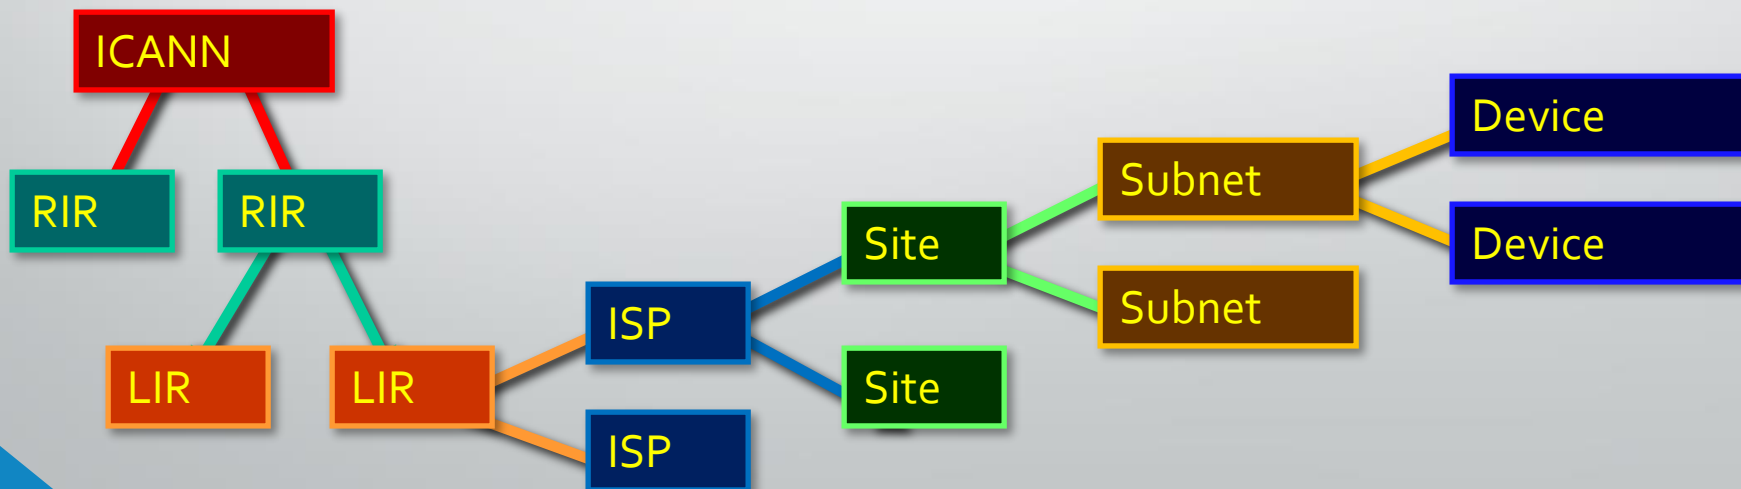 ICANN
RIR
RIR
LIR
LIR
ISP
ISP
Site
Site
Subnet
Subnet
Device
Device